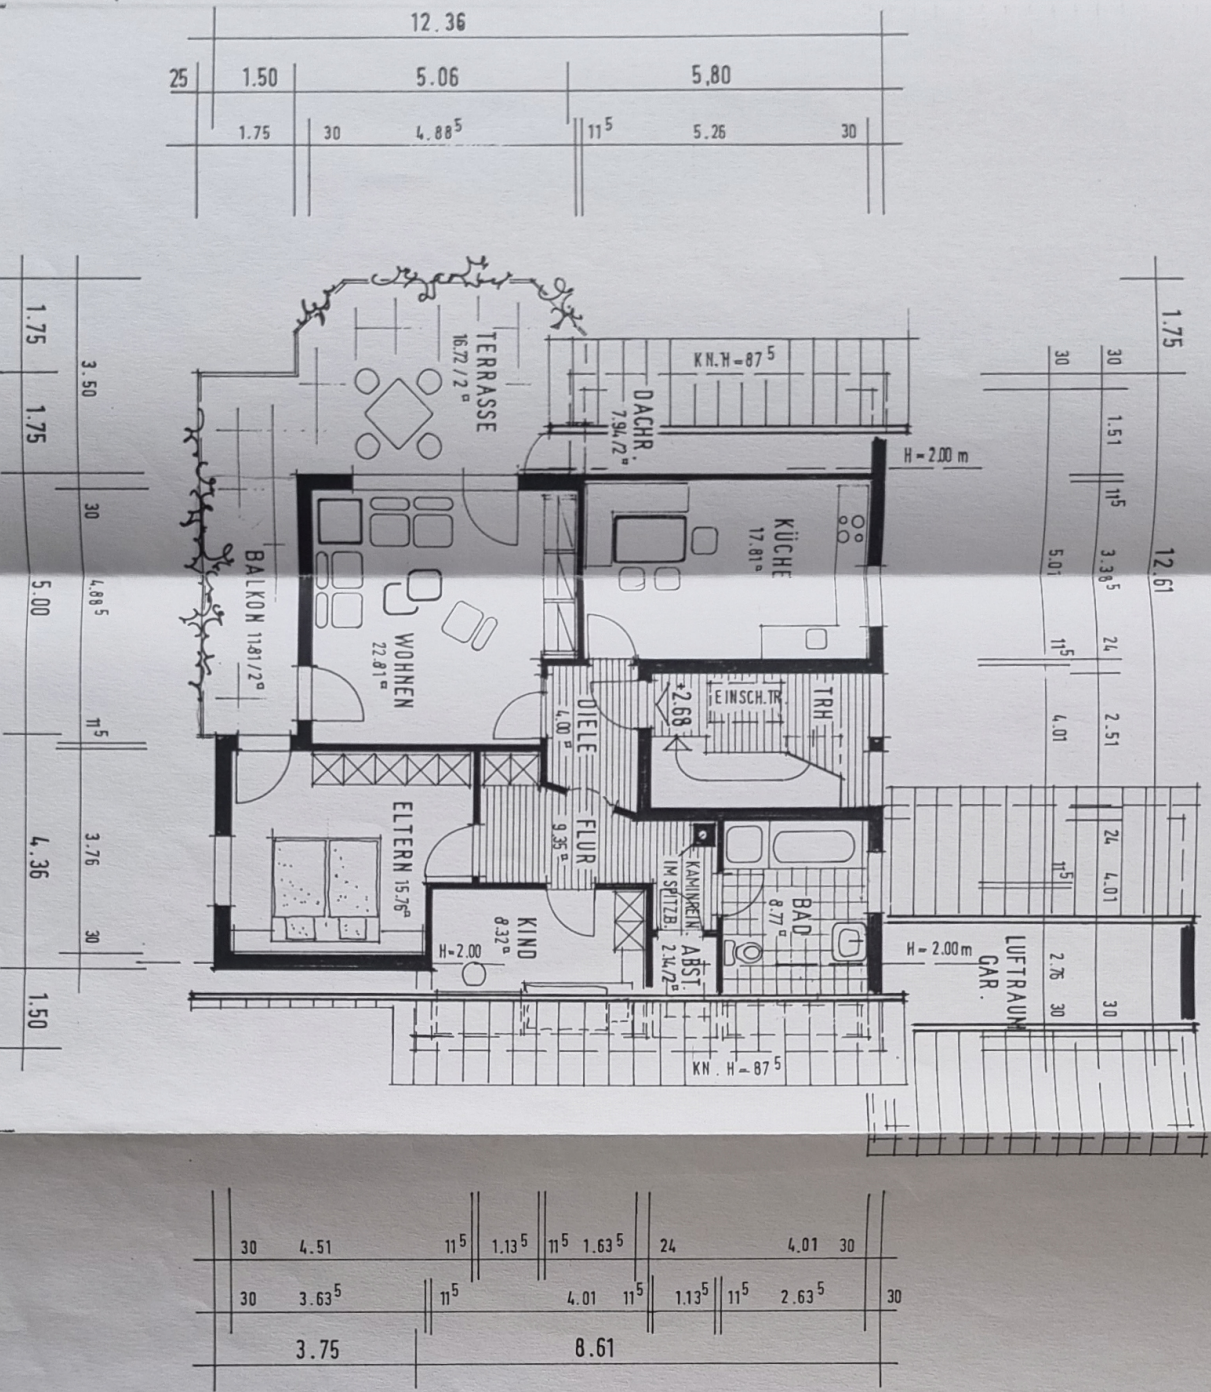 12.36
25 1.50 5.06 5,80
1.75 30 4.88⁵ 11⁵ 5.26 30
1.75
1.75
5.00
4.36
1.50
3.50
30
4.88⁵
11⁵
3.76
30
TERRASSE
16.72/2¤
DACHR.
7.94/2¤
KN.H=87⁵
H=2.00 m
BALKON 11.81/2¤
WOHNEN
22.81¤
KÜCHE
17.81¤
DIELE
4.00¤
+2.68
EINSCH.TR.
TRH
ELTERN 15.76¤
FLUR
9.35¤
KAMINREIN.
IM SPITZB.
BAD
8.77¤
KIND
8.32¤
H=2.00
ABST.
2.14/2¤
H=2.00m
LUFTRAUM
GAR.
KN. H=87⁵
1.75
12.61
30
1.51
11⁵
3.38⁵
24
2.51
24
4.01
30
30
5.01
11⁵
4.01
11⁵
2.76
30
30 4.51 11⁵ 1.13⁵ 11⁵ 1.63⁵ 24 4.01 30
30 3.63⁵ 11⁵ 4.01 11⁵ 1.13⁵ 11⁵ 2.63⁵ 30
3.75 8.61